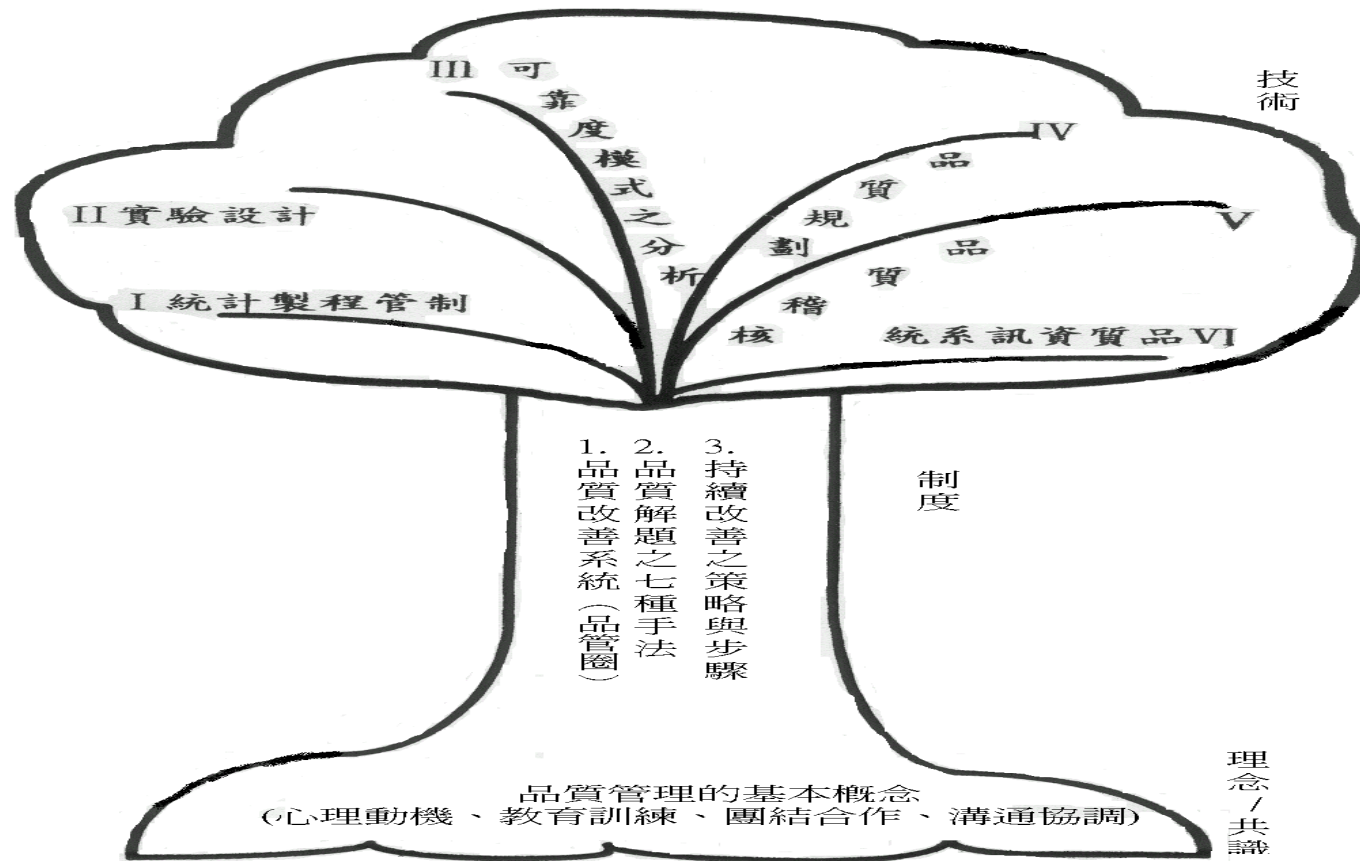 III 可靠度模式之分析
技術
IV 品質規劃
II 實驗設計
V 品質稽核
I 統計製程管制
統系訊資質品VI
1.品質改善系統(品管圈)
2.品質解題之七種手法
3.持續改善之策略與步驟
制度
品質管理的基本概念
(心理動機、教育訓練、團結合作、溝通協調)
理念/共識